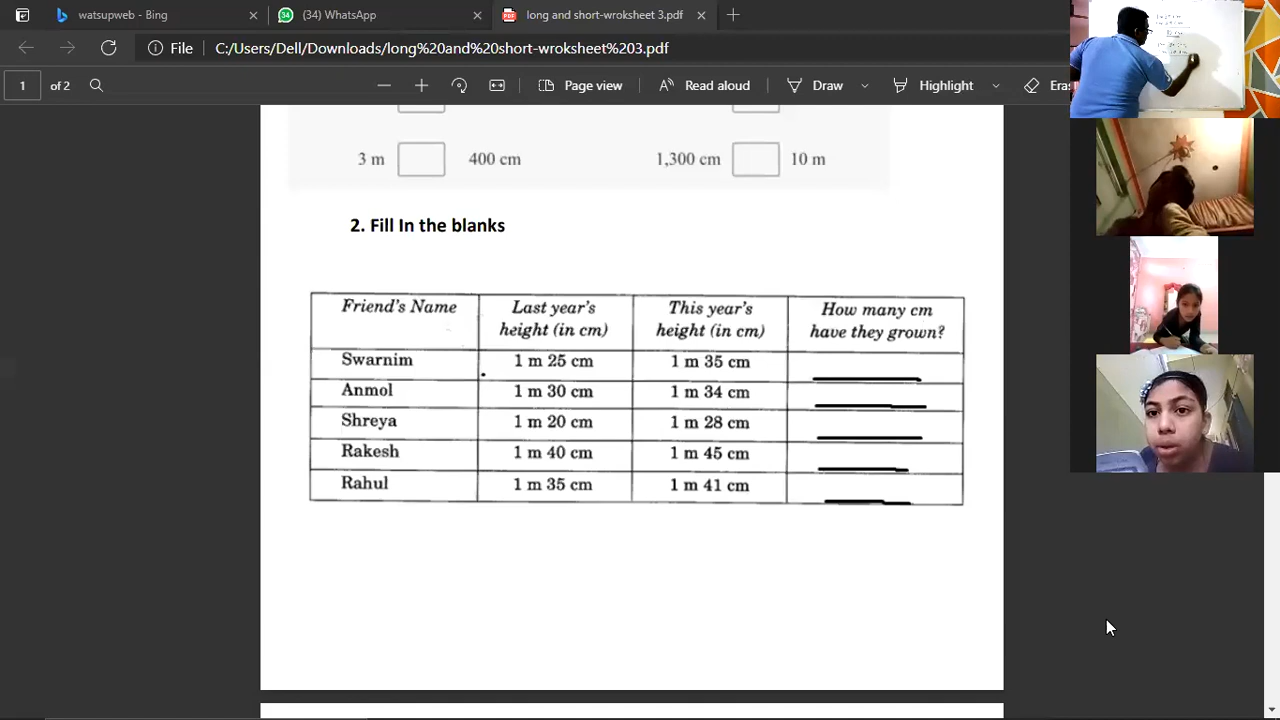 watsupweb - Bing
(34) WhatsApp
long and short-wroksheet 3.pdf
File C:/Users/Dell/Downloads/long%20and%20short-wroksheet%203.pdf
1 of 2 Page view Read aloud Draw Highlight Eras
3 m 400 cm 1,300 cm 10 m
2. Fill In the blanks
Friend's Name Last year's height (in cm) This year's height (in cm) How many cm have they grown?
Swarnim 1 m 25 cm 1 m 35 cm
Anmol 1 m 30 cm 1 m 34 cm
Shreya 1 m 20 cm 1 m 28 cm
Rakesh 1 m 40 cm 1 m 45 cm
Rahul 1 m 35 cm 1 m 41 cm